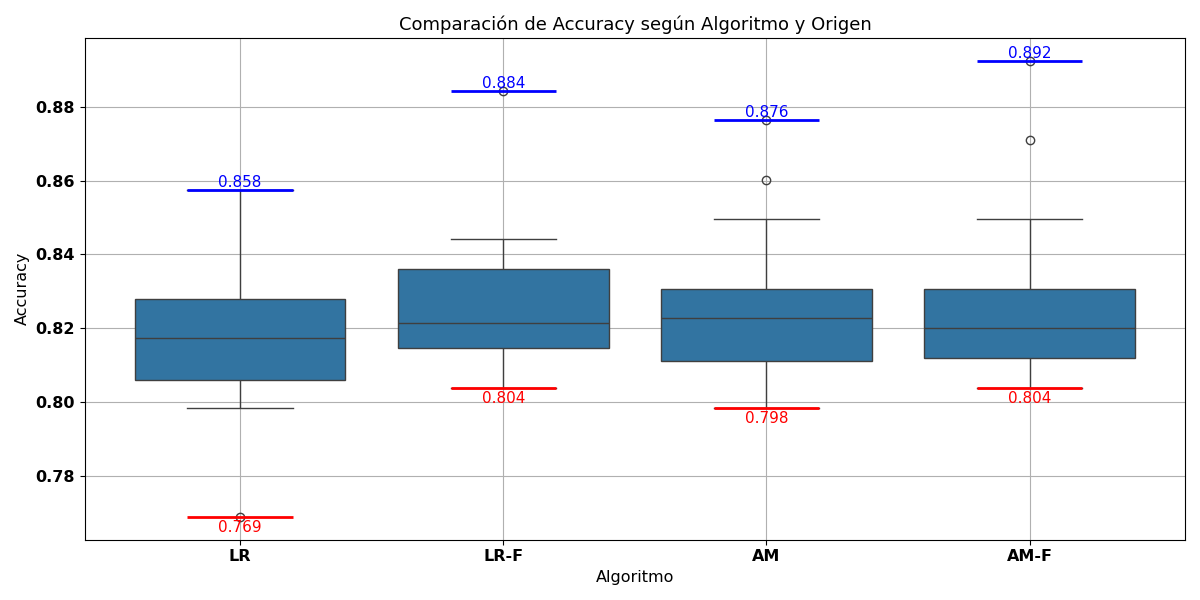 Comparación de Accuracy según Algoritmo y Origen
Accuracy
0.88
0.86
0.84
0.82
0.80
0.78
0.858
0.769
0.884
0.804
0.876
0.798
0.892
0.804
LR
LR-F
AM
AM-F
Algoritmo